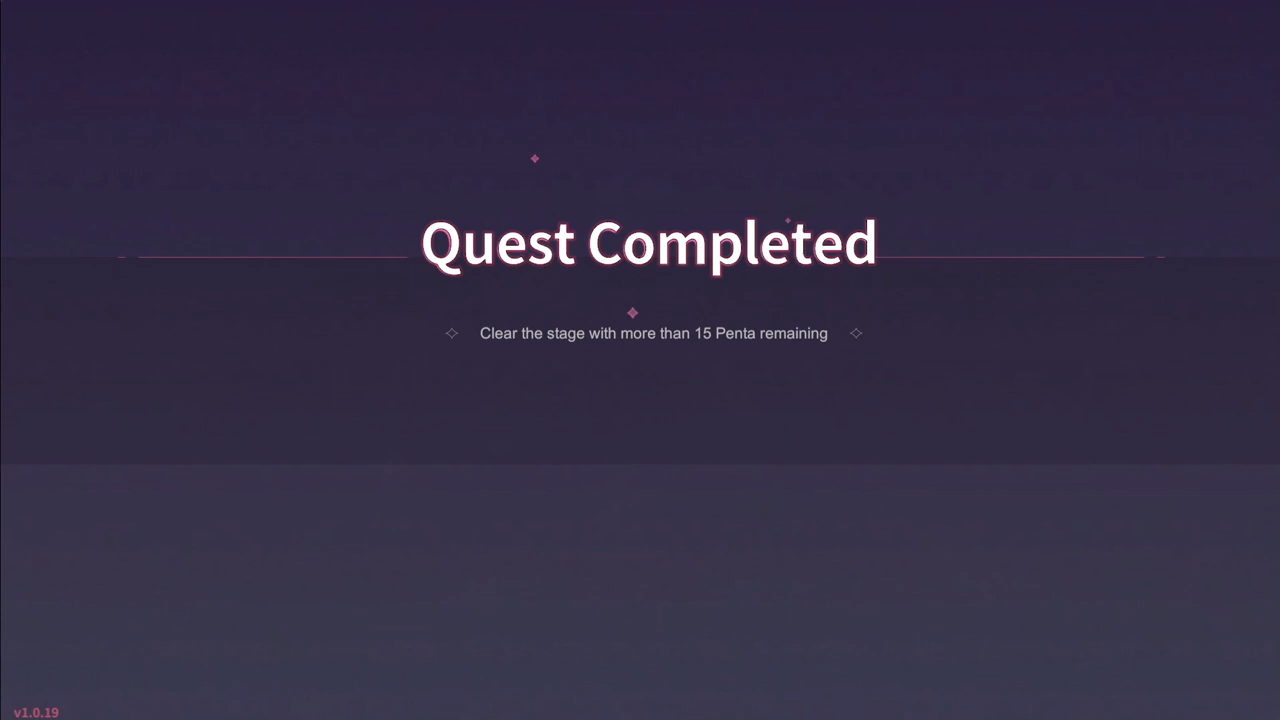 Quest Completed
Clear the stage with more than 15 Penta remaining
v1.0.19